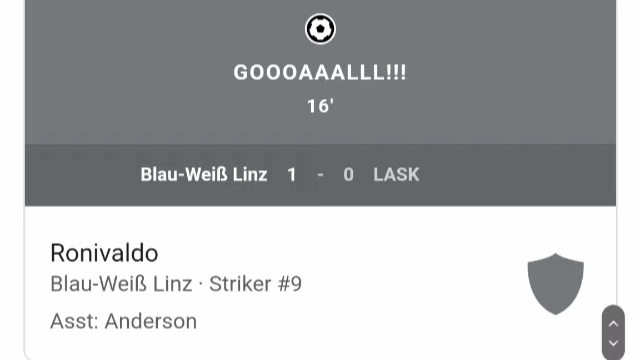 GOOOAAALLL!!!
16'
Blau-Weiß Linz 1 - 0 LASK
Ronivaldo
Blau-Weiß Linz · Striker #9
Asst: Anderson